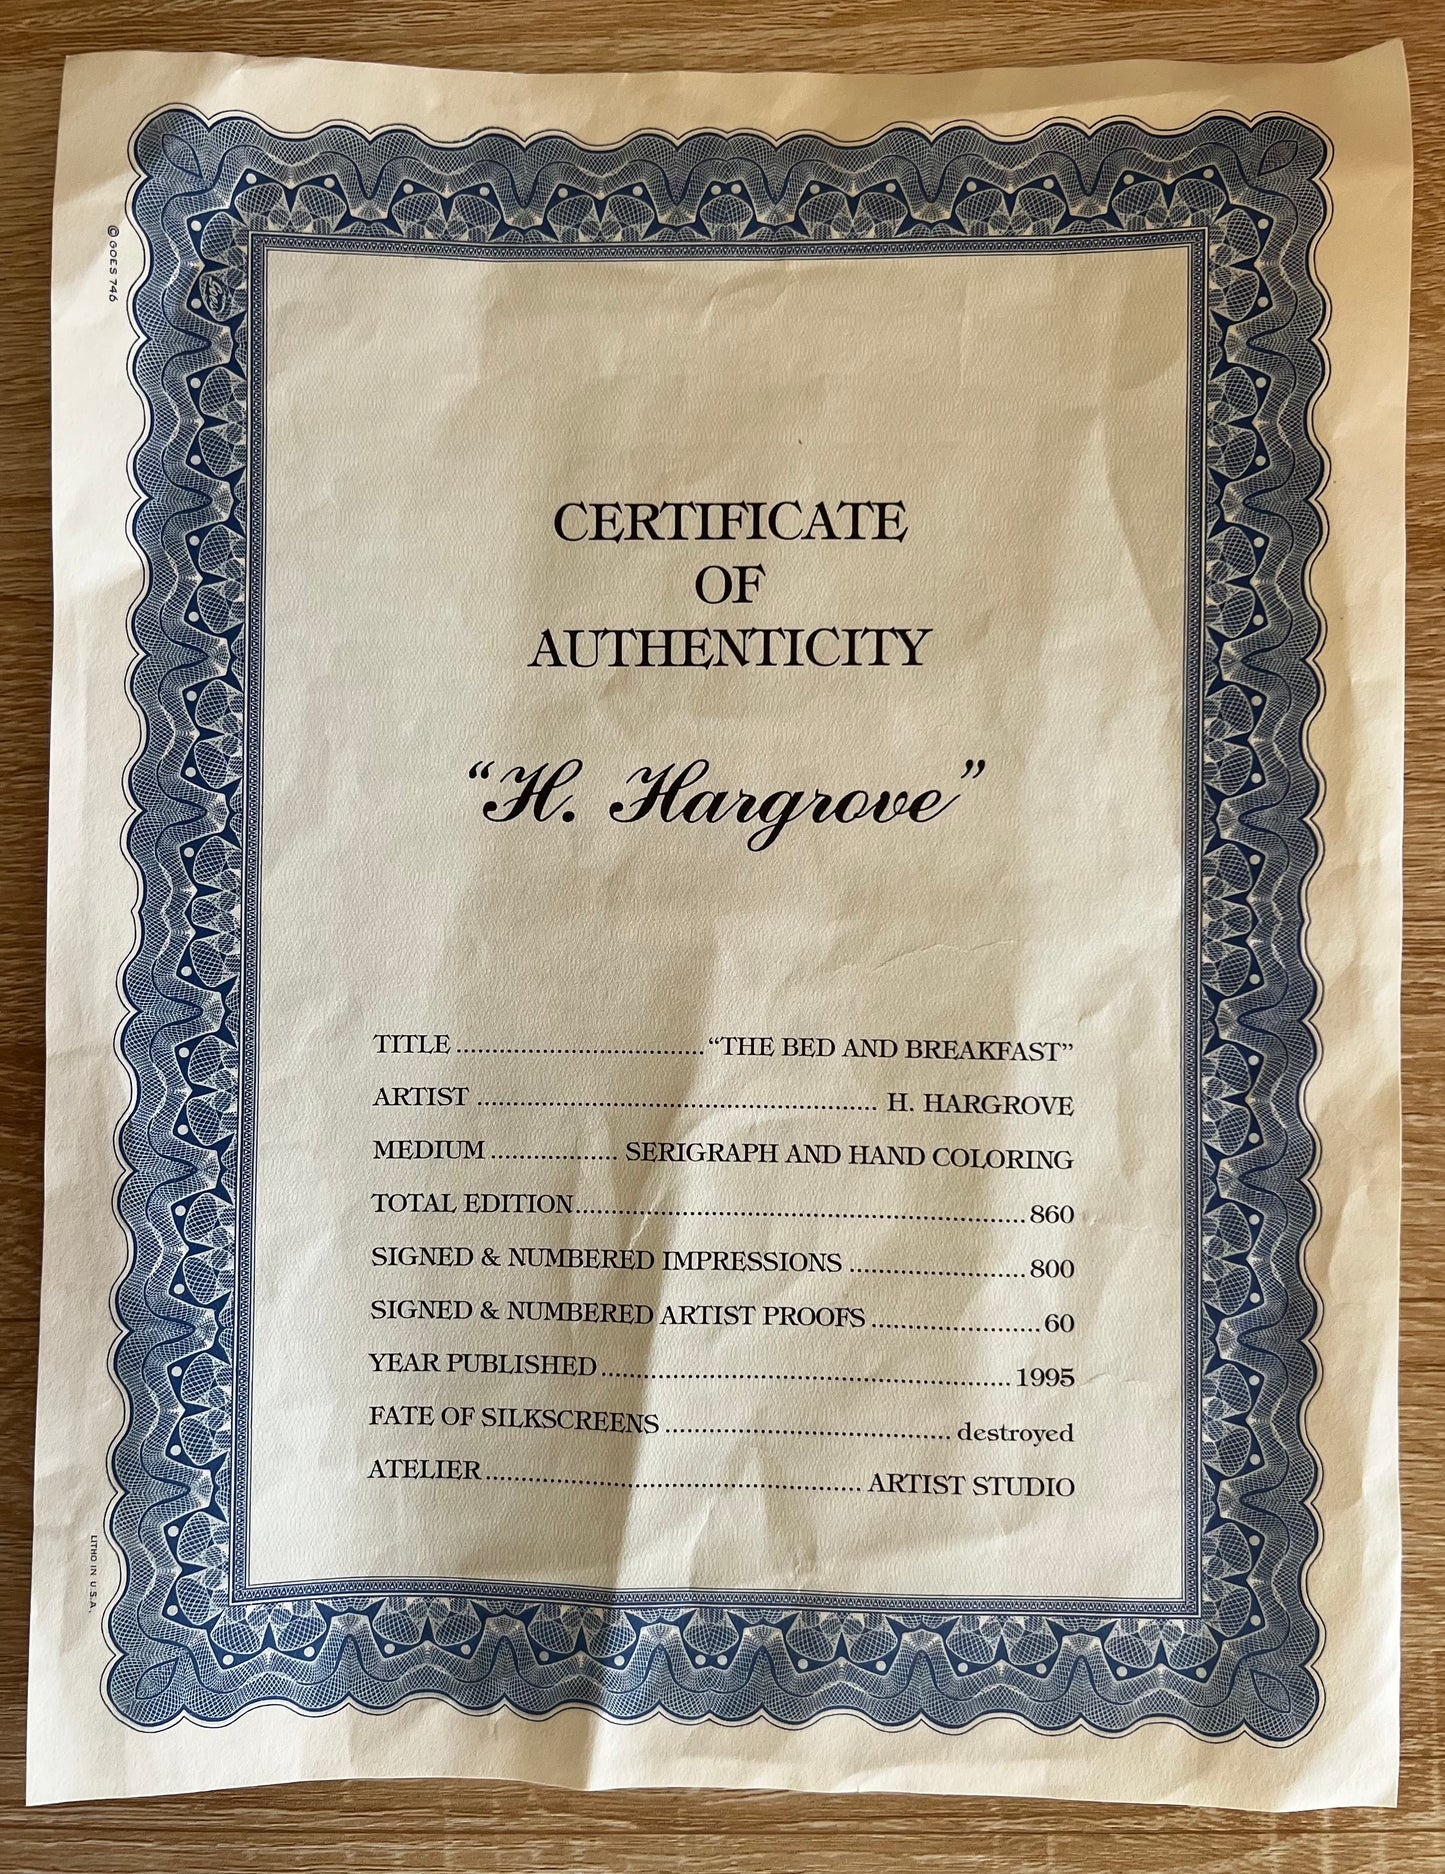 CERTIFICATE
OF
AUTHENTICITY
“H. Hargrove”
TITLE ................................. “THE BED AND BREAKFAST”
ARTIST ................................................ H. HARGROVE
MEDIUM .................. SERIGRAPH AND HAND COLORING
TOTAL EDITION ...................................................... 860
SIGNED & NUMBERED IMPRESSIONS ........................ 800
SIGNED & NUMBERED ARTIST PROOFS ....................... 60
YEAR PUBLISHED ................................................. 1995
FATE OF SILKSCREENS .................................. destroyed
ATELIER ............................................. ARTIST STUDIO
© GOES 746
LITHO IN U.S.A.